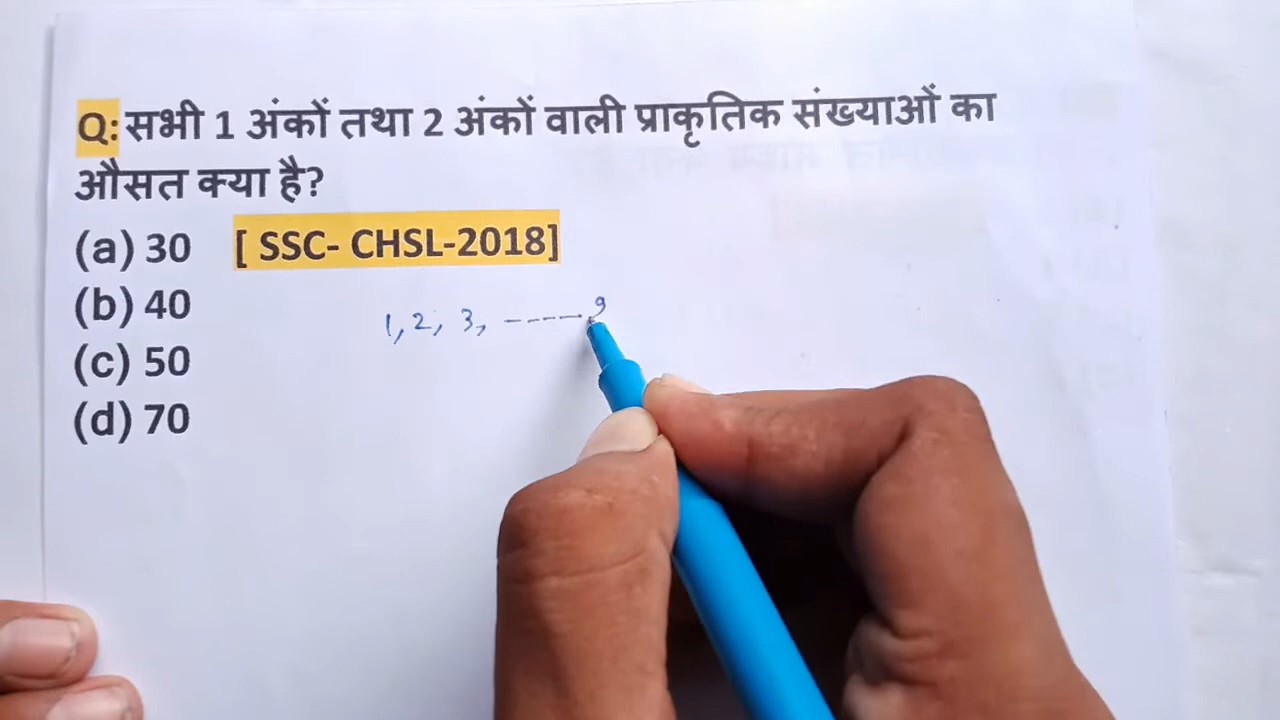 Q: सभी 1 अंकों तथा 2 अंकों वाली प्राकृतिक संख्याओं का
औसत क्या है?
(a) 30 [ SSC- CHSL-2018]
(b) 40
1, 2, 3, ------ 9
(c) 50
(d) 70